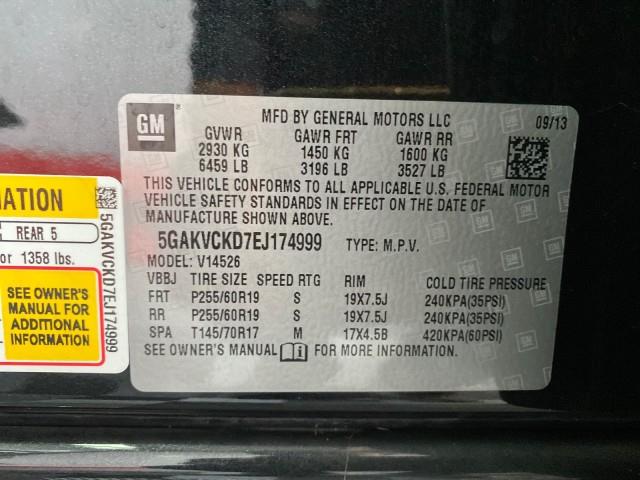 GM
MFD BY GENERAL MOTORS LLC 09/13
GVWR GAWR FRT GAWR RR
2930 KG 1450 KG 1600 KG
6459 LB 3196 LB 3527 LB
THIS VEHICLE CONFORMS TO ALL APPLICABLE U.S. FEDERAL MOTOR
VEHICLE SAFETY STANDARDS IN EFFECT ON THE DATE OF
MANUFACTURE SHOWN ABOVE.
5GAKVCKD7EJ174999 TYPE: M.P.V.
MODEL: V14526
VBBJ TIRE SIZE SPEED RTG RIM COLD TIRE PRESSURE
FRT P255/60R19 S 19X7.5J 240KPA(35PSI)
RR P255/60R19 S 19X7.5J 240KPA(35PSI)
SPA T145/70R17 M 17X4.5B 420KPA(60PSI)
SEE OWNER'S MANUAL FOR MORE INFORMATION.
MATION
REAR 5
or 1358 lbs.
SEE OWNER'S
MANUAL FOR
ADDITIONAL
INFORMATION
5GAKVCKD7EJ174999